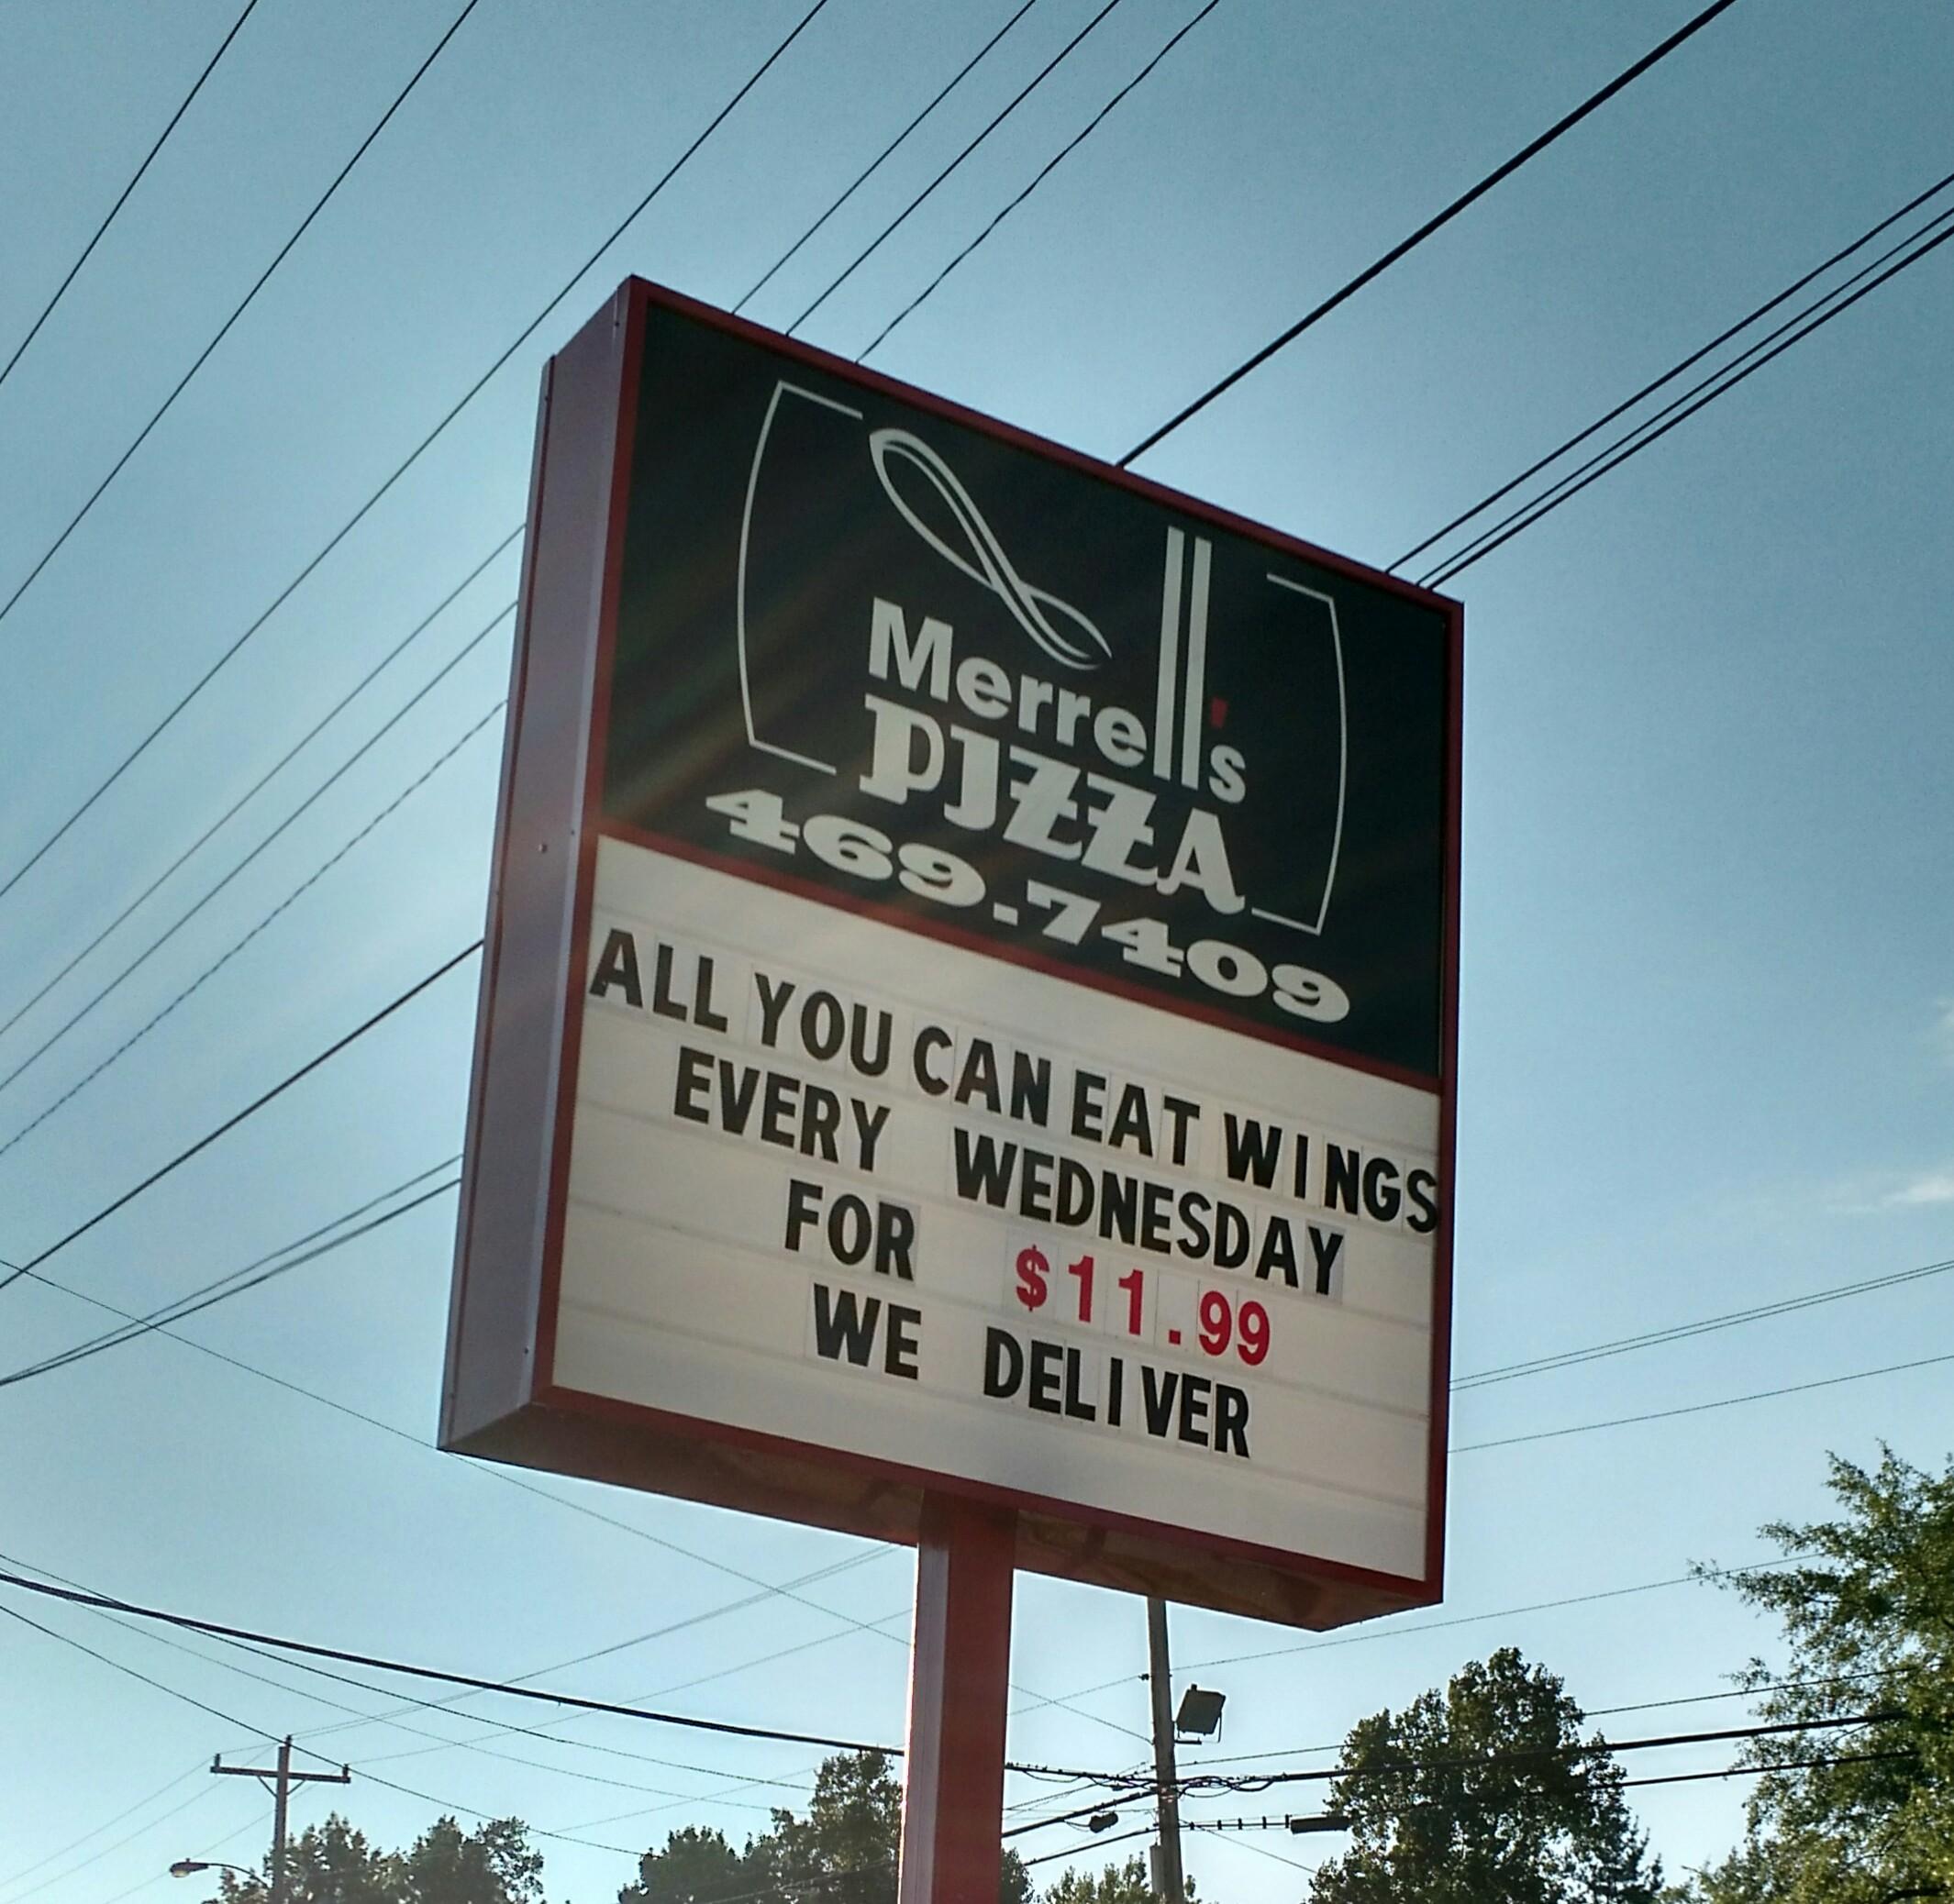 Merrell's
PIZZA
469.7409
ALL YOU CAN EAT WINGS
EVERY WEDNESDAY
FOR $11.99
WE DELIVER